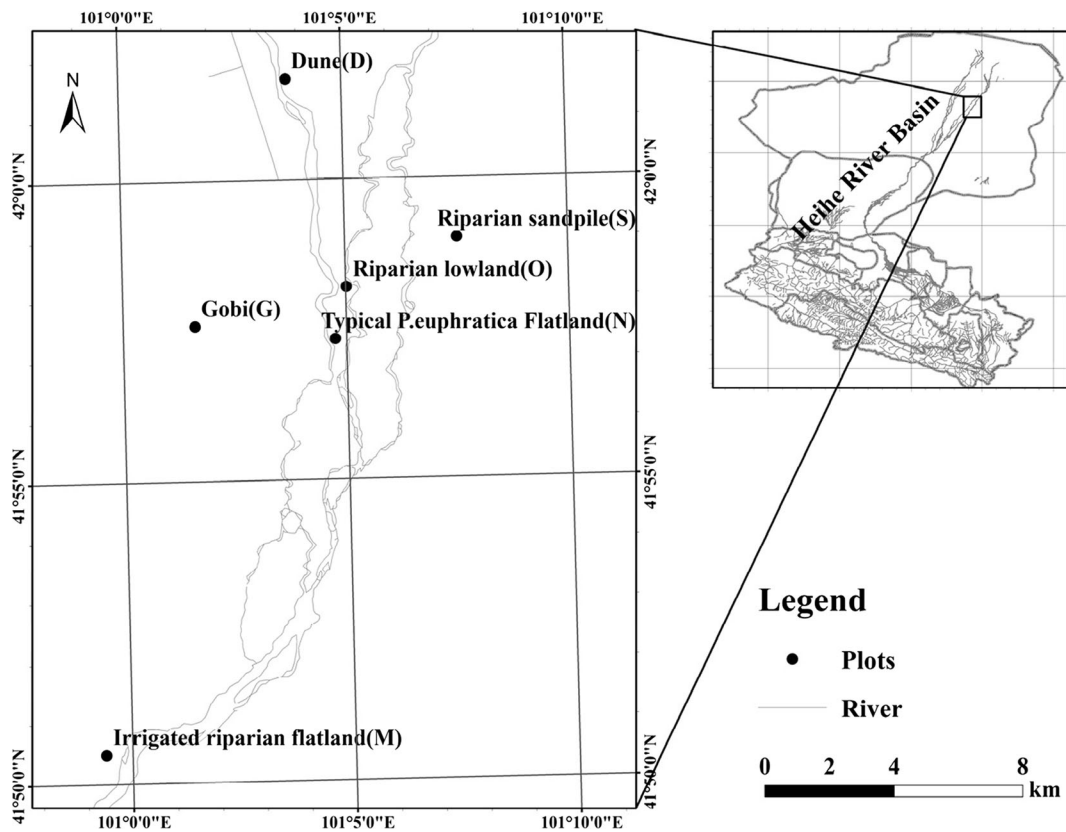 101°0'0"E
101°5'0"E
101°10'0"E
N
Dune(D)
42°0'0"N
42°0'0"N
Riparian sandpile(S)
Riparian lowland(O)
Gobi(G)
Typical P.euphratica Flatland(N)
41°55'0"N
41°55'0"N
Irrigated riparian flatland(M)
41°50'0"N
41°50'0"N
101°0'0"E
101°5'0"E
101°10'0"E
Heihe River Basin
Legend
Plots
River
0 2 4 8
km